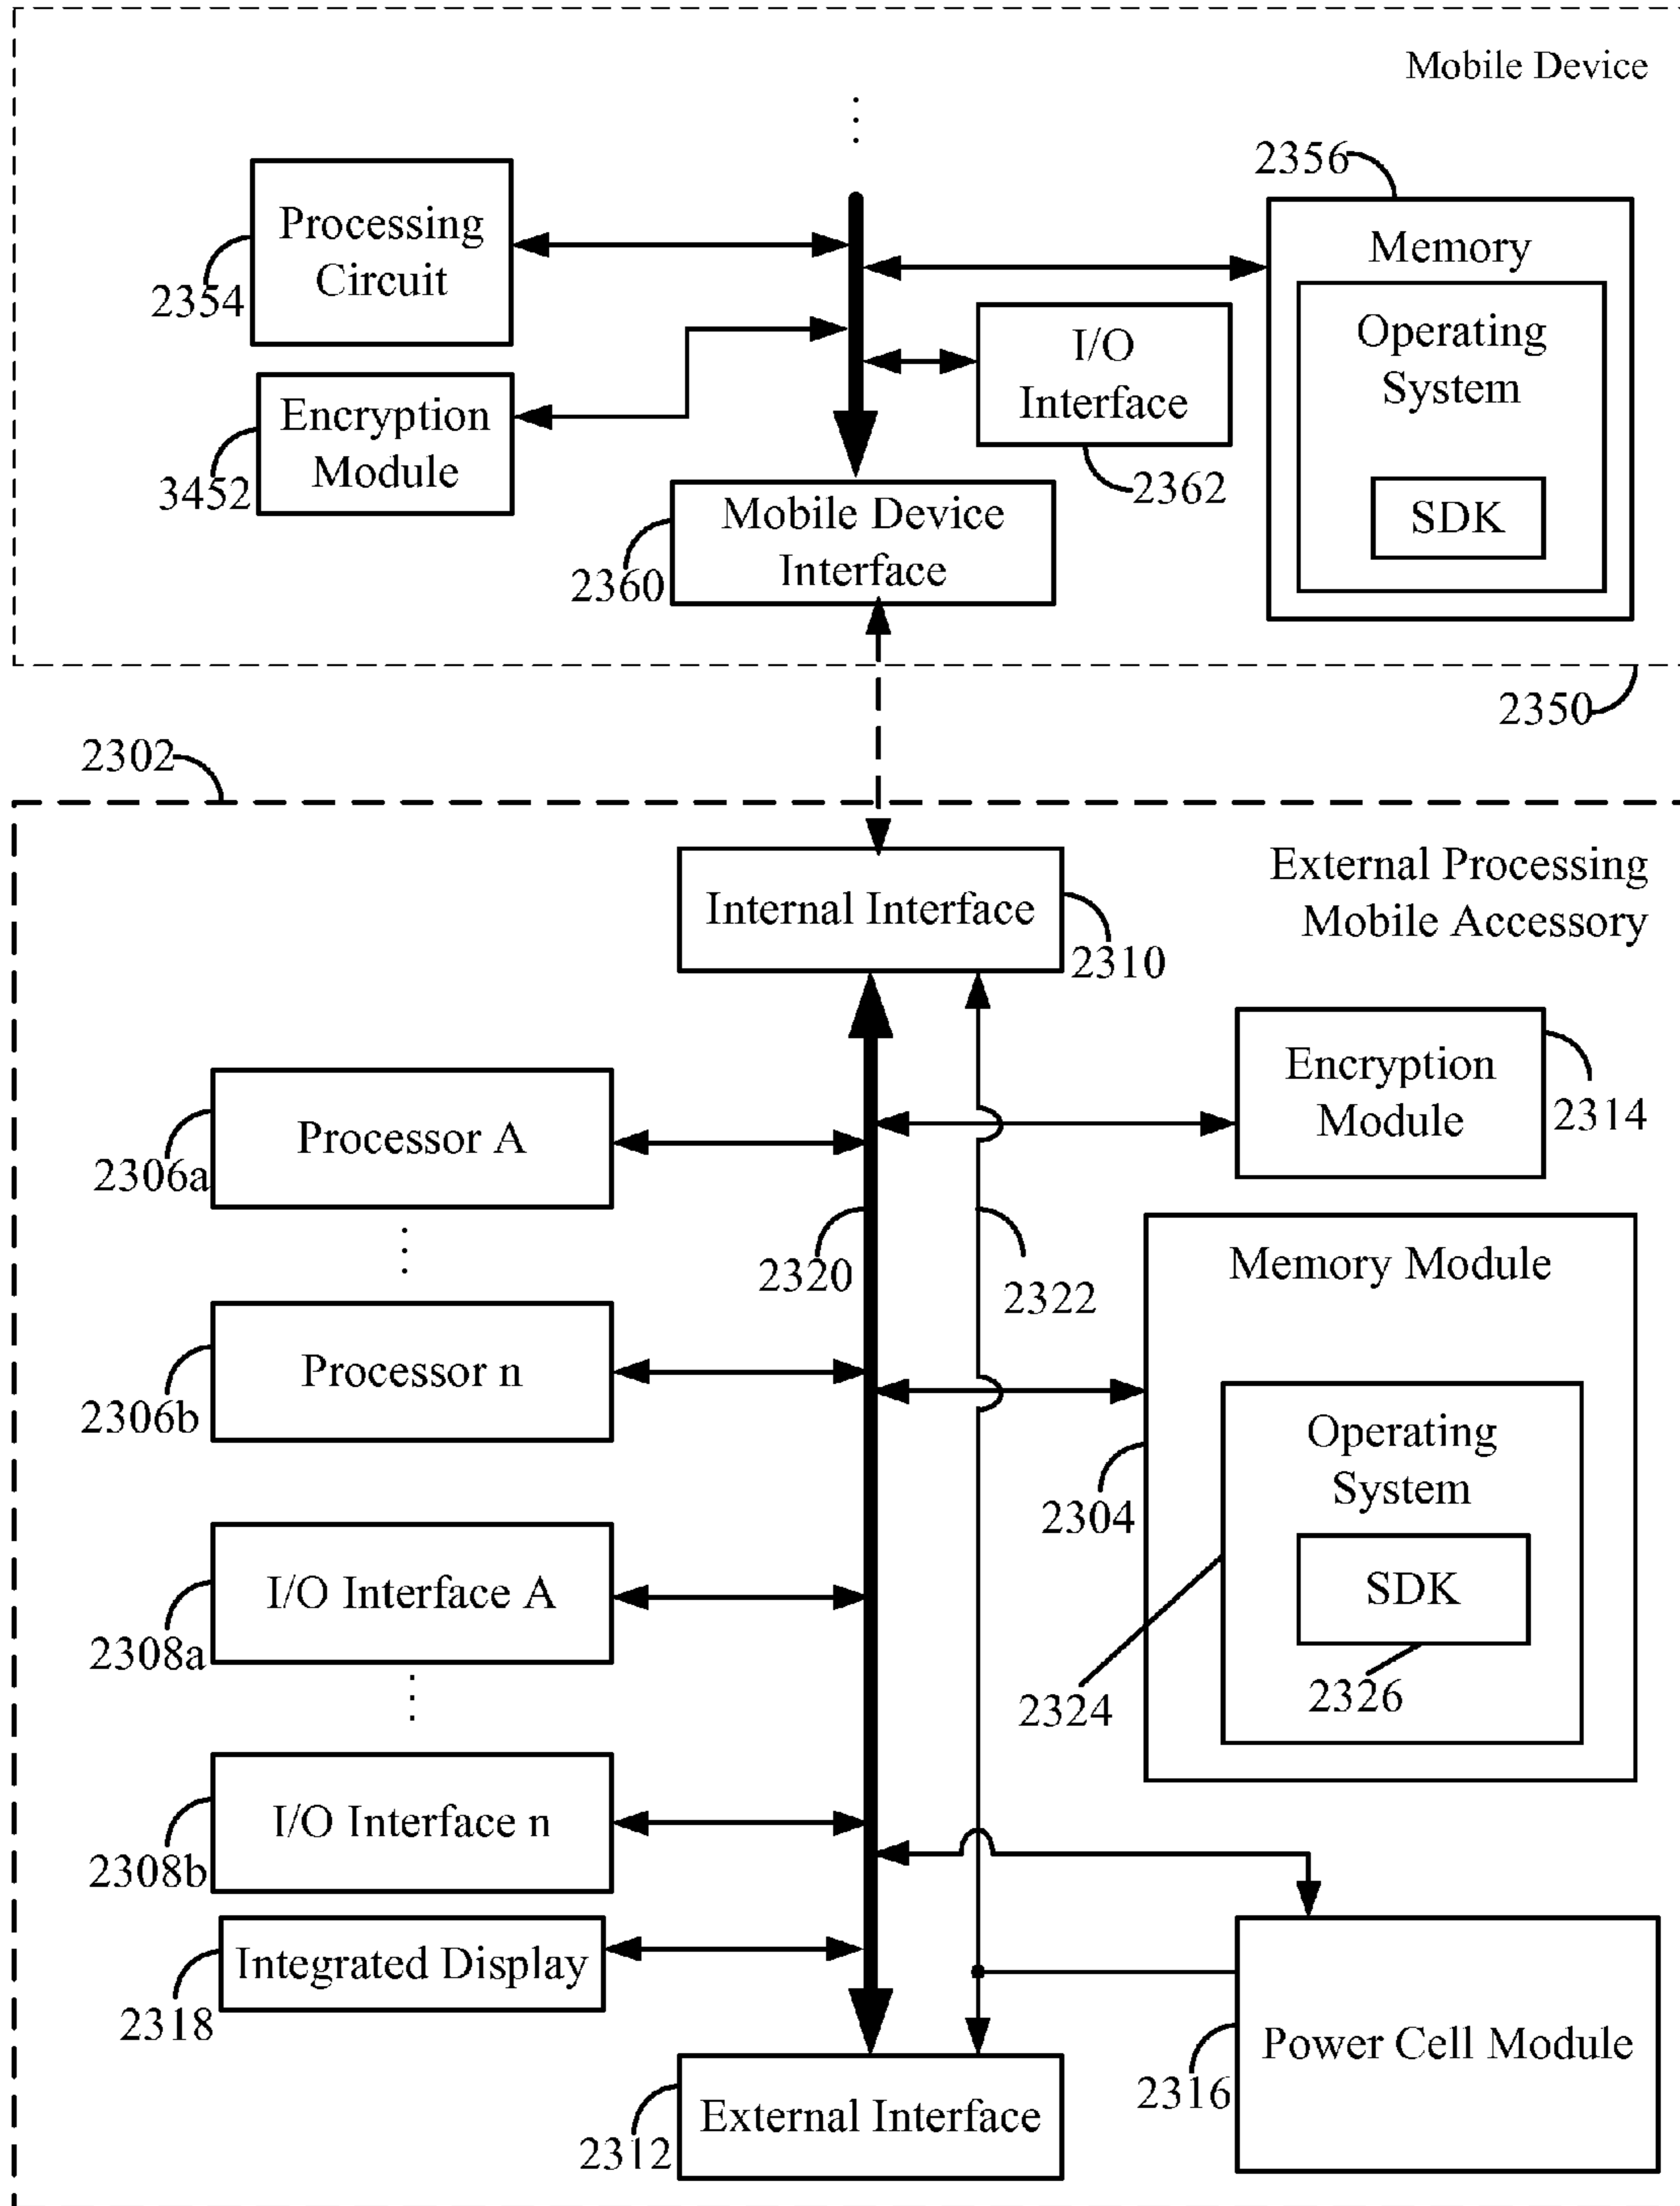 Mobile Device
2356
Processing
Circuit
2354
Memory
Operating
System
SDK
I/O
Interface
2362
Encryption
Module
3452
Mobile Device
Interface
2360
2350
2302
External Processing
Mobile Accessory
Internal Interface
2310
Encryption
Module
2314
Processor A
2306a
2320
2322
Memory Module
Processor n
2306b
Operating
System
2304
SDK
I/O Interface A
2308a
2324
2326
I/O Interface n
2308b
Integrated Display
2318
Power Cell Module
2316
External Interface
2312